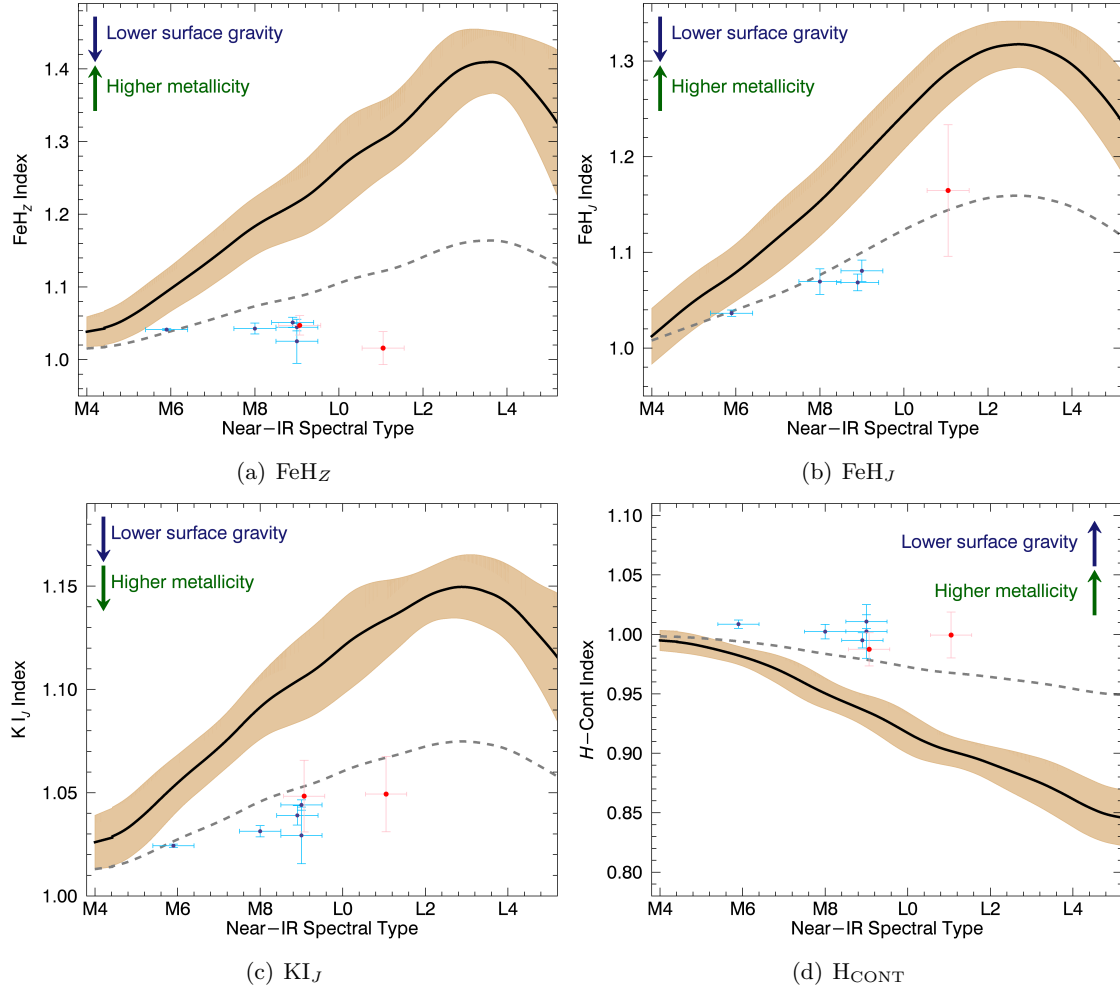 Lower surface gravity
Higher metallicity
FeH_Z Index
1.4
1.3
1.2
1.1
1.0
M4 M6 M8 L0 L2 L4
Near−IR Spectral Type
(a) FeH_Z
Lower surface gravity
Higher metallicity
FeH_J Index
1.3
1.2
1.1
1.0
M4 M6 M8 L0 L2 L4
Near−IR Spectral Type
(b) FeH_J
Lower surface gravity
Higher metallicity
K I_J Index
1.15
1.10
1.05
1.00
M4 M6 M8 L0 L2 L4
Near−IR Spectral Type
(c) KI_J
Lower surface gravity
Higher metallicity
H−Cont Index
1.10
1.05
1.00
0.95
0.90
0.85
0.80
M4 M6 M8 L0 L2 L4
Near−IR Spectral Type
(d) H_CONT